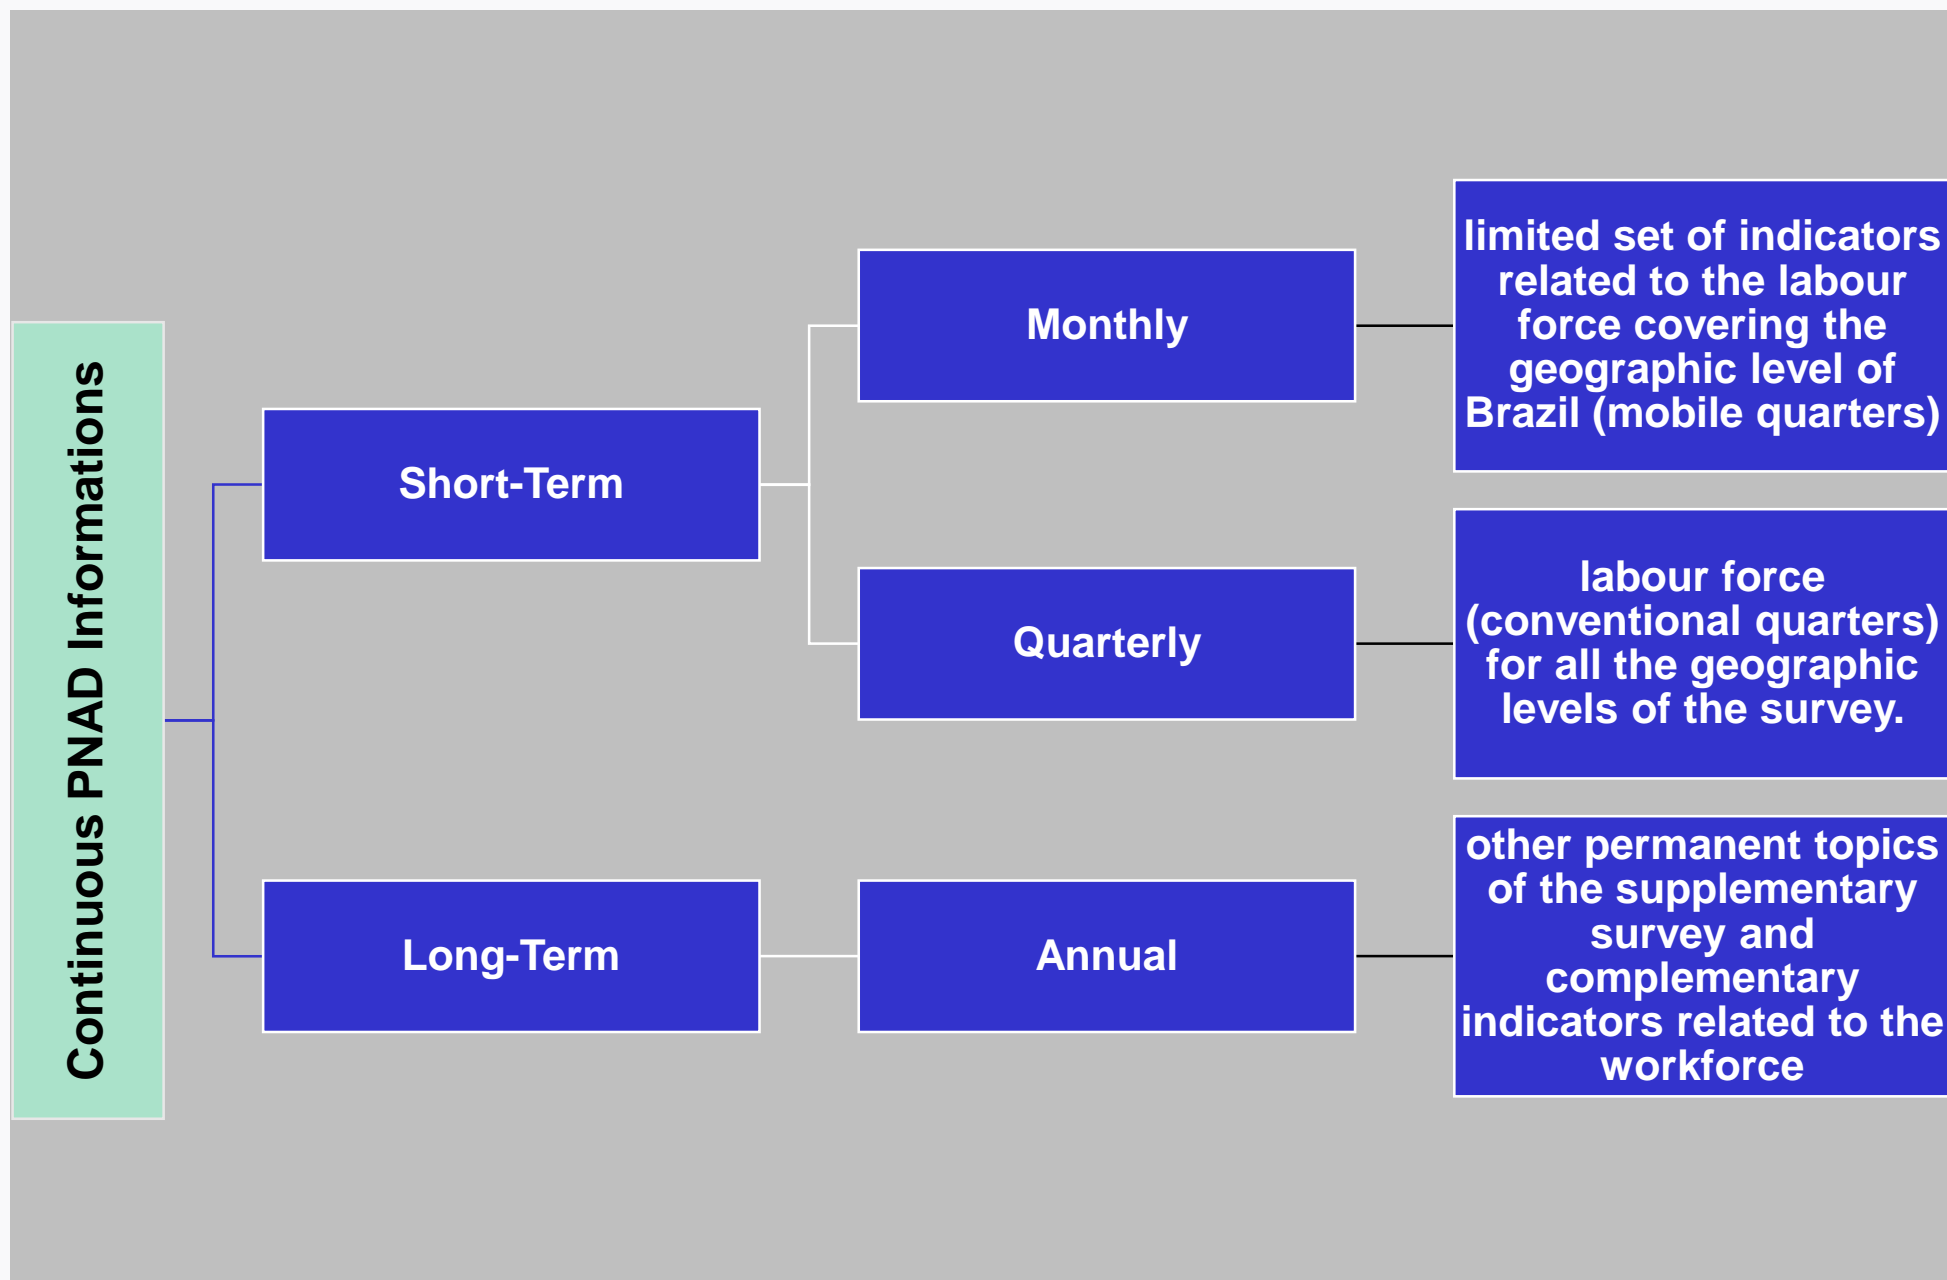 Continuous PNAD Informations
Short-Term
Monthly
limited set of indicators
related to the labour
force covering the
geographic level of
Brazil (mobile quarters)
Quarterly
labour force
(conventional quarters)
for all the geographic
levels of the survey.
Long-Term
Annual
other permanent topics
of the supplementary
survey and
complementary
indicators related to the
workforce